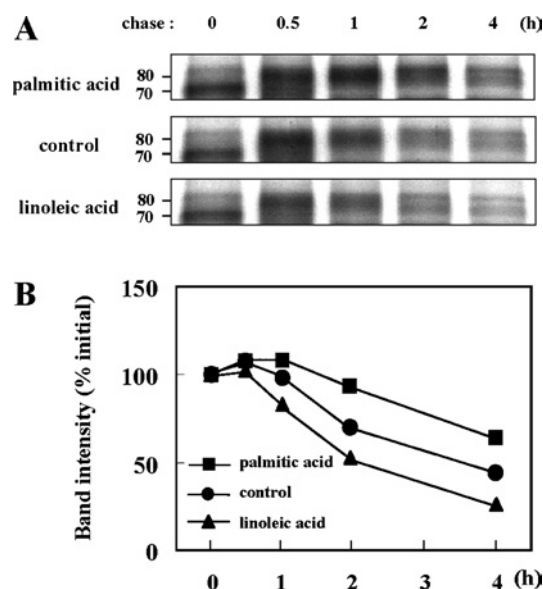 A
chase : 0 0.5 1 2 4 (h)
palmitic acid 80
70
control 80
70
linoleic acid 80
70
B
Band intensity (% initial)
150
100
50
0
palmitic acid
control
linoleic acid
0 1 2 3 4 (h)